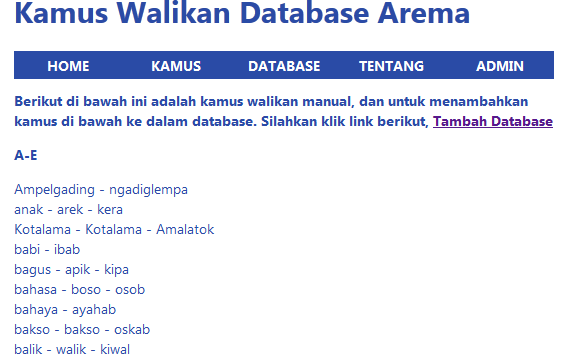 Kamus Walikan Database Arema
HOME KAMUS DATABASE TENTANG ADMIN
Berikut di bawah ini adalah kamus walikan manual, dan untuk menambahkan
kamus di bawah ke dalam database. Silahkan klik link berikut, Tambah Database
A-E
Ampelgading - ngadiglempa
anak - arek - kera
Kotalama - Kotalama - Amalatok
babi - ibab
bagus - apik - kipa
bahasa - boso - osob
bahaya - ayahab
bakso - bakso - oskab
balik - walik - kiwal